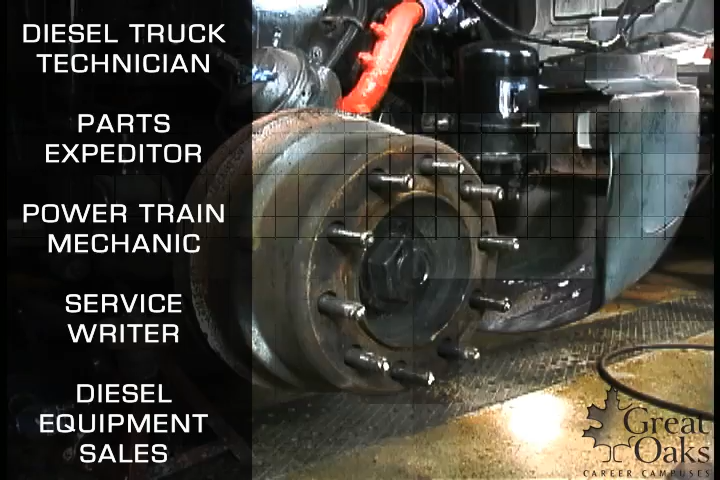 DIESEL TRUCK
TECHNICIAN
PARTS
EXPEDITOR
POWER TRAIN
MECHANIC
SERVICE
WRITER
DIESEL
EQUIPMENT
SALES
Great
Oaks
CAREER CAMPUSES